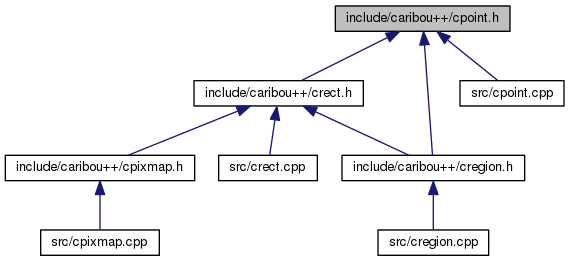 include/caribou++/cpoint.h
include/caribou++/crect.h
src/cpoint.cpp
include/caribou++/cpixmap.h
src/crect.cpp
include/caribou++/cregion.h
src/cpixmap.cpp
src/cregion.cpp